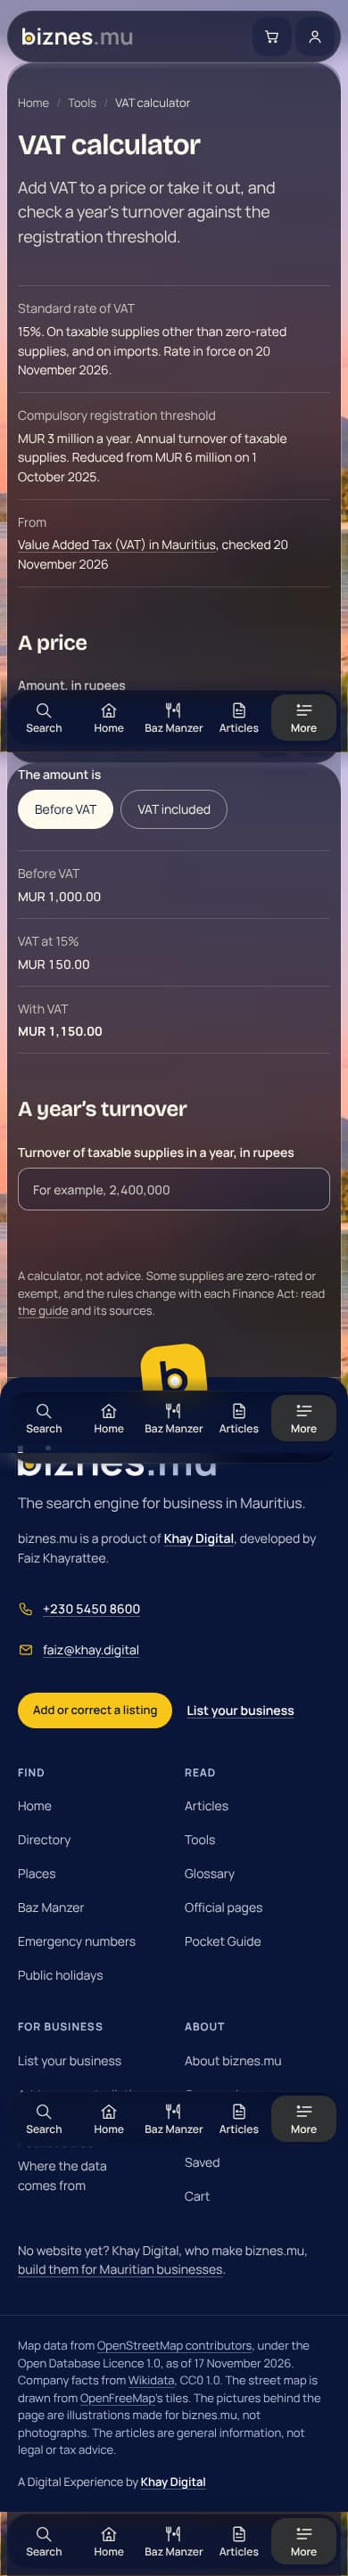 biznes.mu
Home / Tools / VAT calculator
VAT calculator
Add VAT to a price or take it out, and
check a year's turnover against the
registration threshold.
Standard rate of VAT
15%. On taxable supplies other than zero-rated
supplies, and on imports. Rate in force on 20
November 2026.
Compulsory registration threshold
MUR 3 million a year. Annual turnover of taxable
supplies. Reduced from MUR 6 million on 1
October 2025.
From
Value Added Tax (VAT) in Mauritius, checked 20
November 2026
A price
Amount, in rupees
Search Home Baz Manzer Articles More
The amount is
Before VAT VAT included
Before VAT
MUR 1,000.00
VAT at 15%
MUR 150.00
With VAT
MUR 1,150.00
A year's turnover
Turnover of taxable supplies in a year, in rupees
For example, 2,400,000
A calculator, not advice. Some supplies are zero-rated or
exempt, and the rules change with each Finance Act: read
the guide and its sources.
b
Search Home Baz Manzer Articles More
biznes.mu
The search engine for business in Mauritius.
biznes.mu is a product of Khay Digital, developed by
Faiz Khayrattee.
+230 5450 8600
faiz@khay.digital
Add or correct a listing List your business
FIND READ
Home Articles
Directory Tools
Places Glossary
Baz Manzer Official pages
Emergency numbers Pocket Guide
Public holidays
FOR BUSINESS ABOUT
List your business About biznes.mu
Search Home Baz Manzer Articles More
Where the data Saved
comes from Cart
No website yet? Khay Digital, who make biznes.mu,
build them for Mauritian businesses.
Map data from OpenStreetMap contributors, under the
Open Database Licence 1.0, as of 17 November 2026.
Company facts from Wikidata, CC0 1.0. The street map is
drawn from OpenFreeMap's tiles. The pictures behind the
page are illustrations made for biznes.mu, not
photographs. The articles are general information, not
legal or tax advice.
A Digital Experience by Khay Digital
Search Home Baz Manzer Articles More